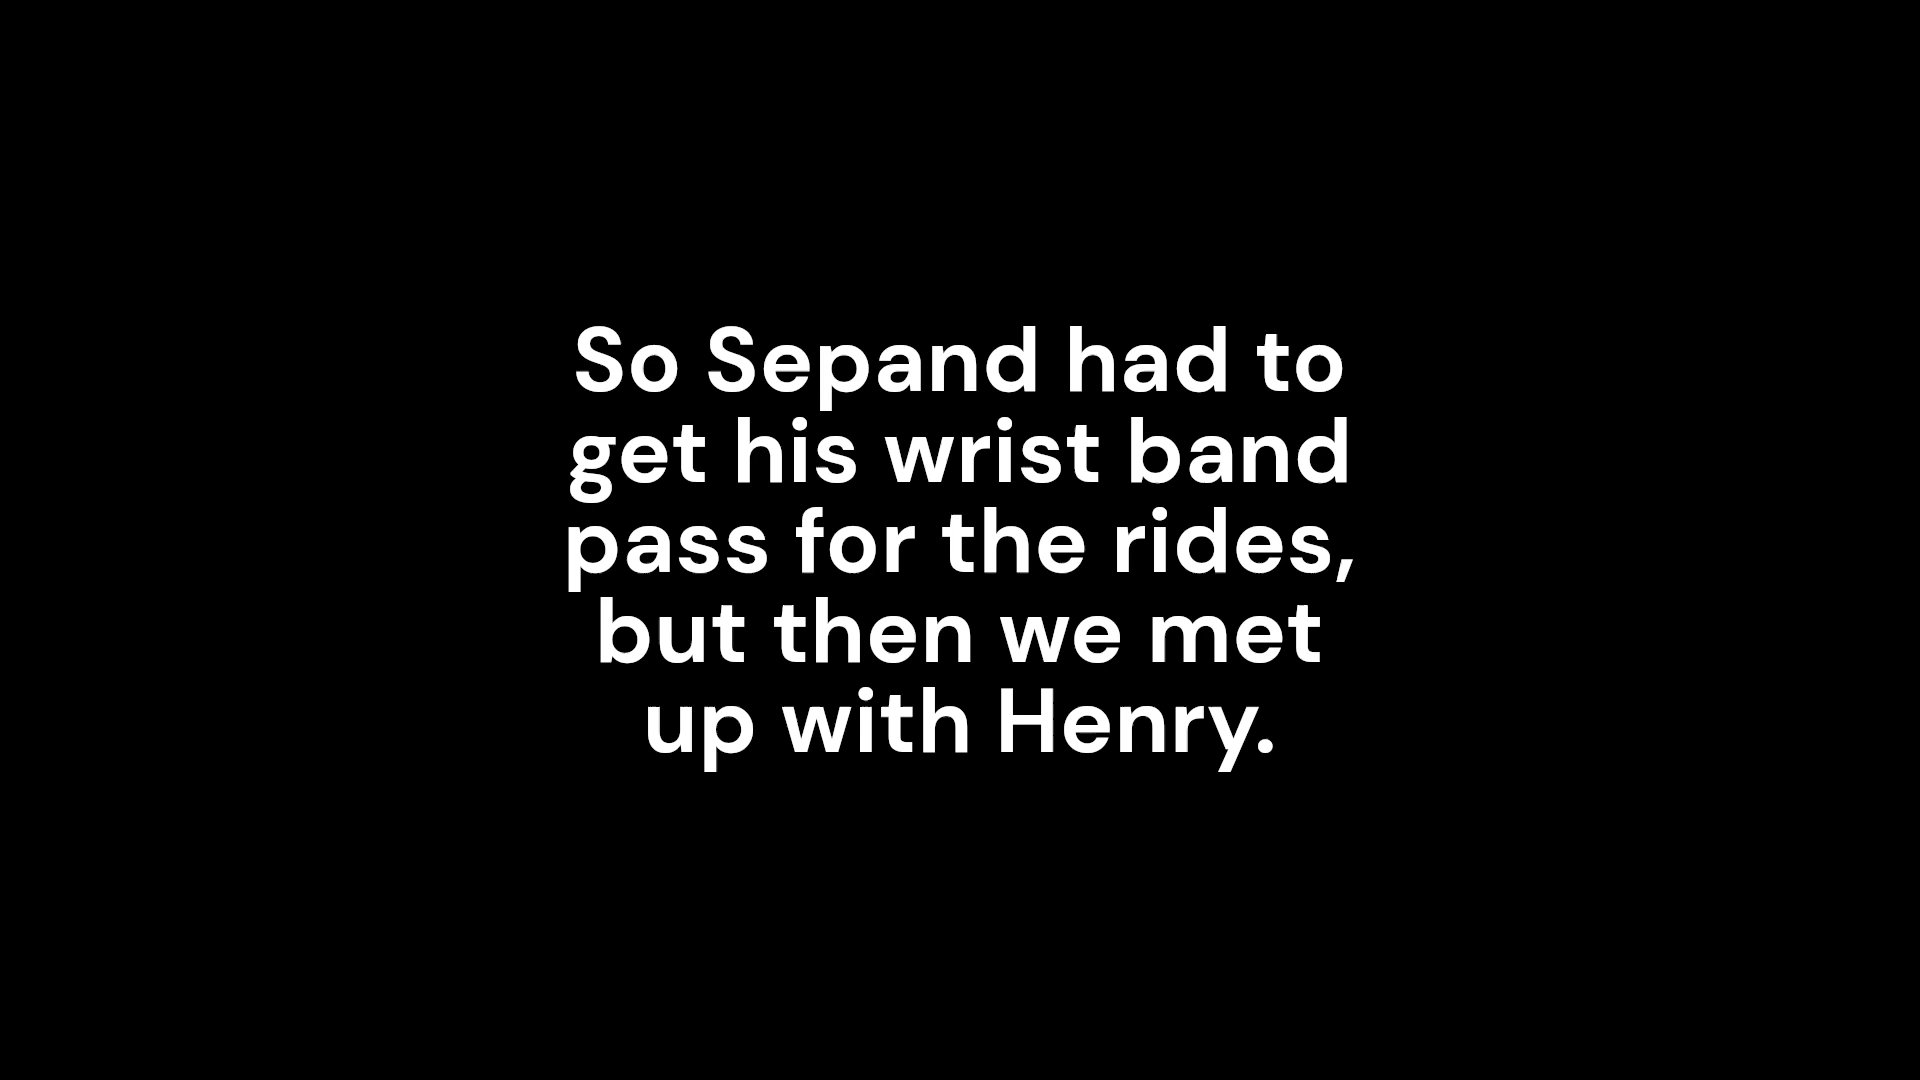 So Sepand had to
get his wrist band
pass for the rides,
but then we met
up with Henry.